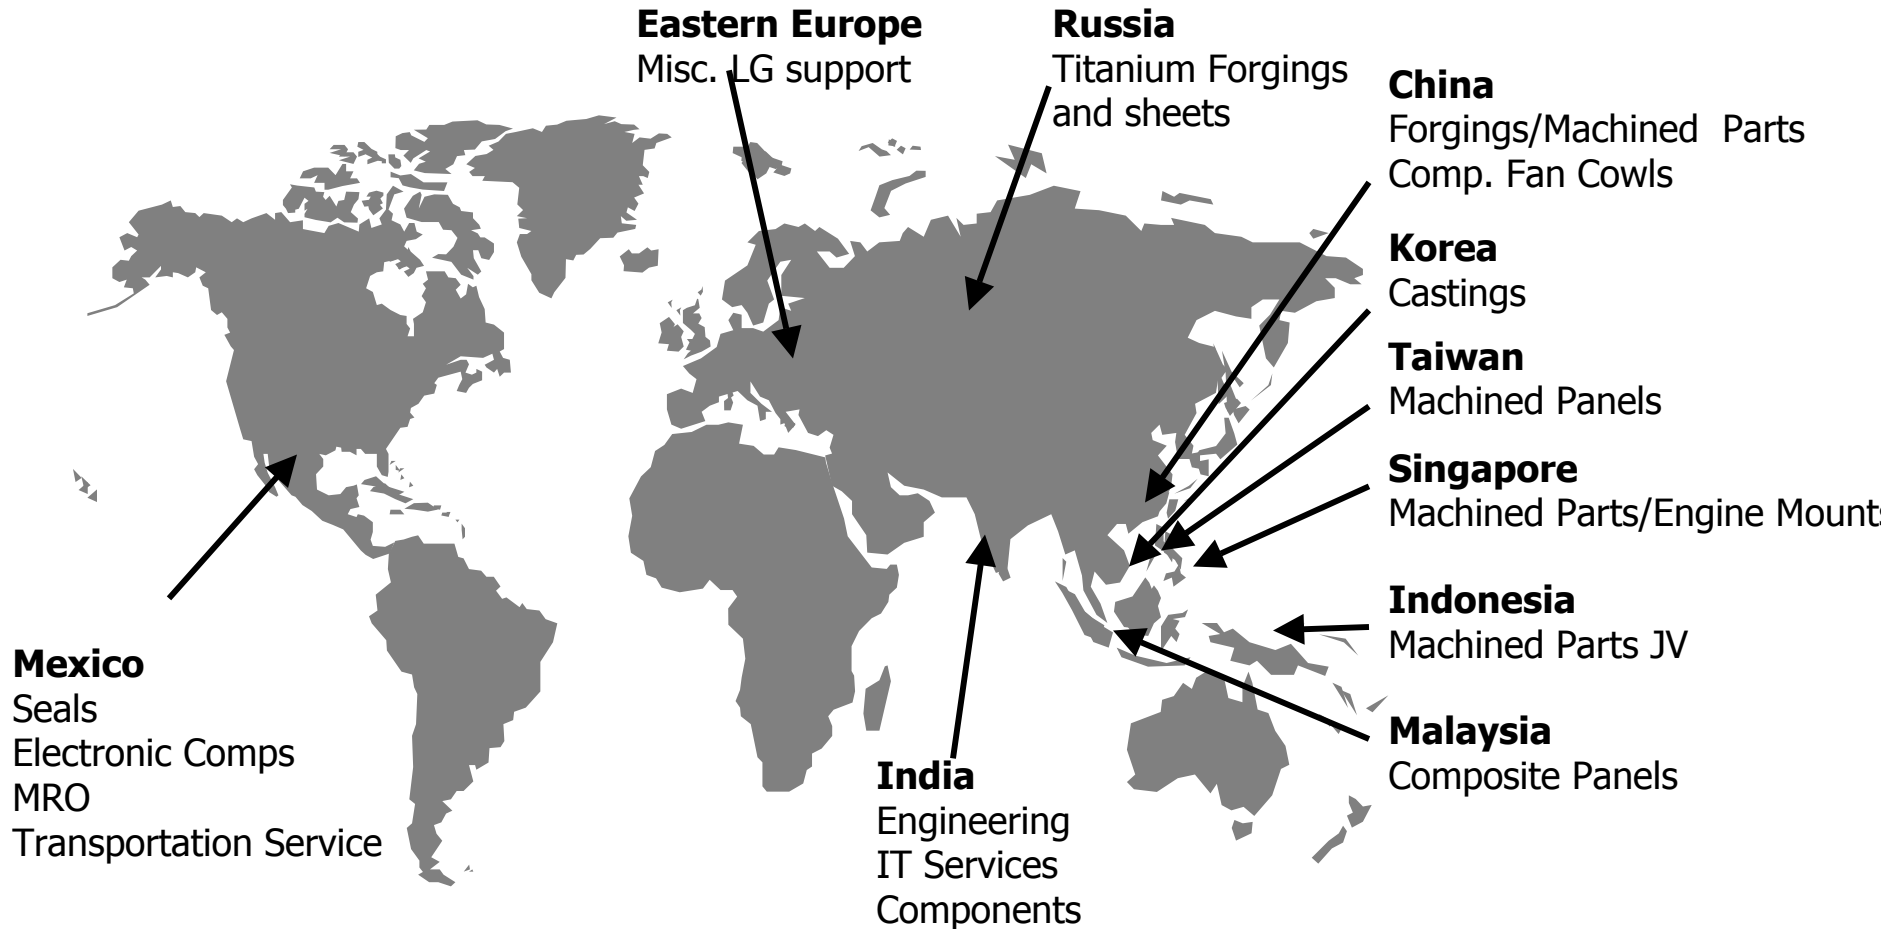 Eastern Europe
Misc. LG support
Russia
Titanium Forgings
and sheets
China
Forgings/Machined Parts
Comp. Fan Cowls
Korea
Castings
Taiwan
Machined Panels
Singapore
Machined Parts/Engine Mounts
Indonesia
Machined Parts JV
Malaysia
Composite Panels
Mexico
Seals
Electronic Comps
MRO
Transportation Service
India
Engineering
IT Services
Components